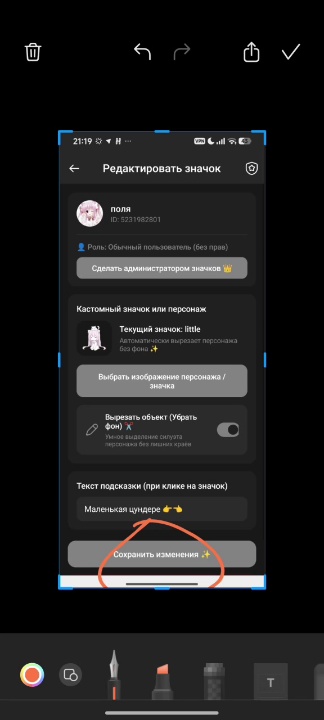 21:19 H ··· VPN
Редактировать значок
поля
ID: 5231982801
👤 Роль: Обычный пользователь (без прав)
Сделать администратором значков 👑
Кастомный значок или персонаж
Текущий значок: little
Автоматически вырезает персонажа
без фона ✨
Выбрать изображение персонажа /
значка
Вырезать объект (Убрать
фон) ✂️
Умное выделение силуэта
персонажа без лишних краёв
Текст подсказки (при клике на значок)
Маленькая цундере 👉👈
Сохранить изменения ✨
T